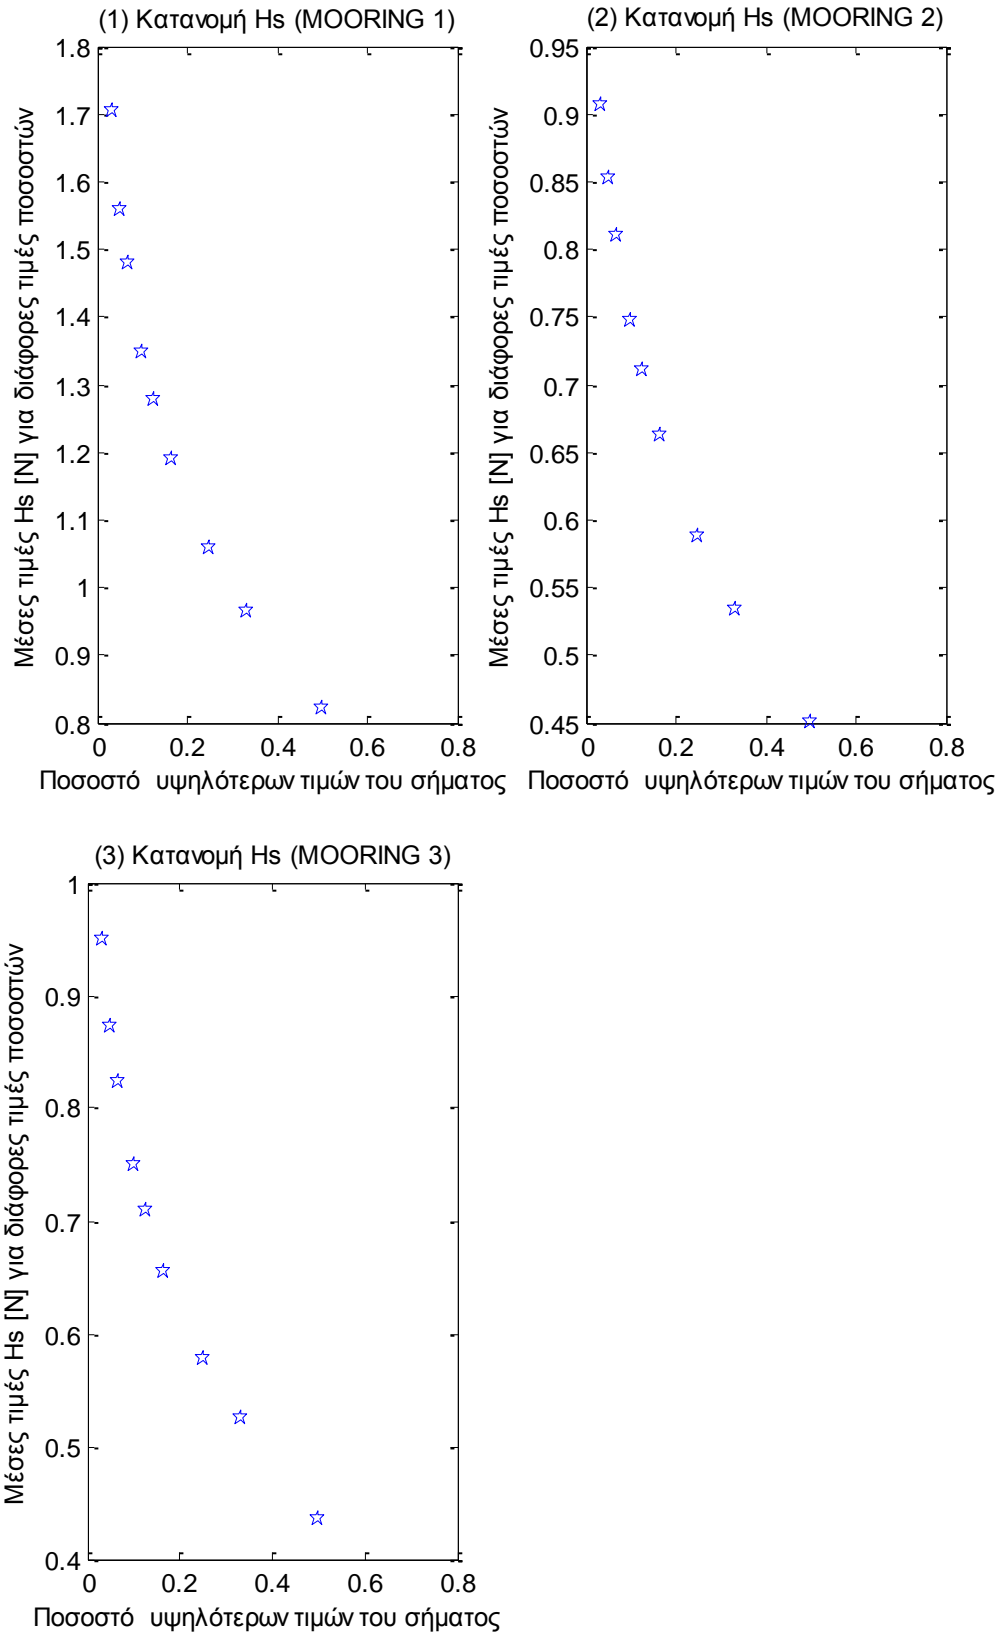 (1) Κατανομή Hs (MOORING 1)
1.8
1.7
1.6
1.5
1.4
1.3
1.2
1.1
1
0.9
0.8
0 0.2 0.4 0.6 0.8
Μέσες τιμές Hs [N] για διάφορες τιμές ποσοστών
Ποσοστό υψηλότερων τιμών του σήματος
(2) Κατανομή Hs (MOORING 2)
0.95
0.9
0.85
0.8
0.75
0.7
0.65
0.6
0.55
0.5
0.45
0 0.2 0.4 0.6 0.8
Μέσες τιμές Hs [N] για διάφορες τιμές ποσοστών
Ποσοστό υψηλότερων τιμών του σήματος
(3) Κατανομή Hs (MOORING 3)
1
0.9
0.8
0.7
0.6
0.5
0.4
0 0.2 0.4 0.6 0.8
Μέσες τιμές Hs [N] για διάφορες τιμές ποσοστών
Ποσοστό υψηλότερων τιμών του σήματος